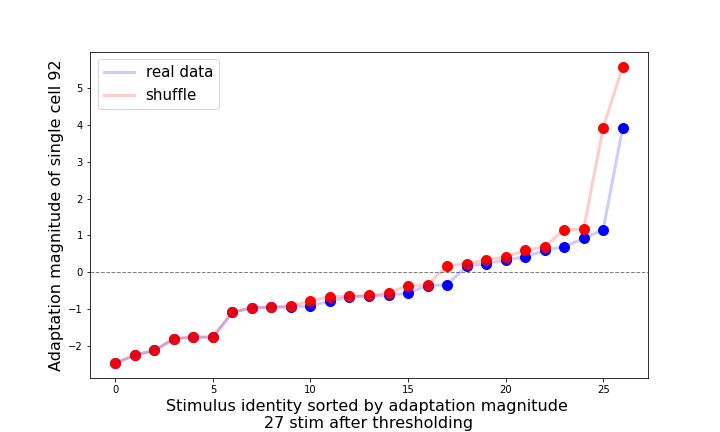 real data
shuffle
Adaptation magnitude of single cell 92
5
4
3
2
1
0
−1
−2
0 5 10 15 20 25
Stimulus identity sorted by adaptation magnitude
27 stim after thresholding